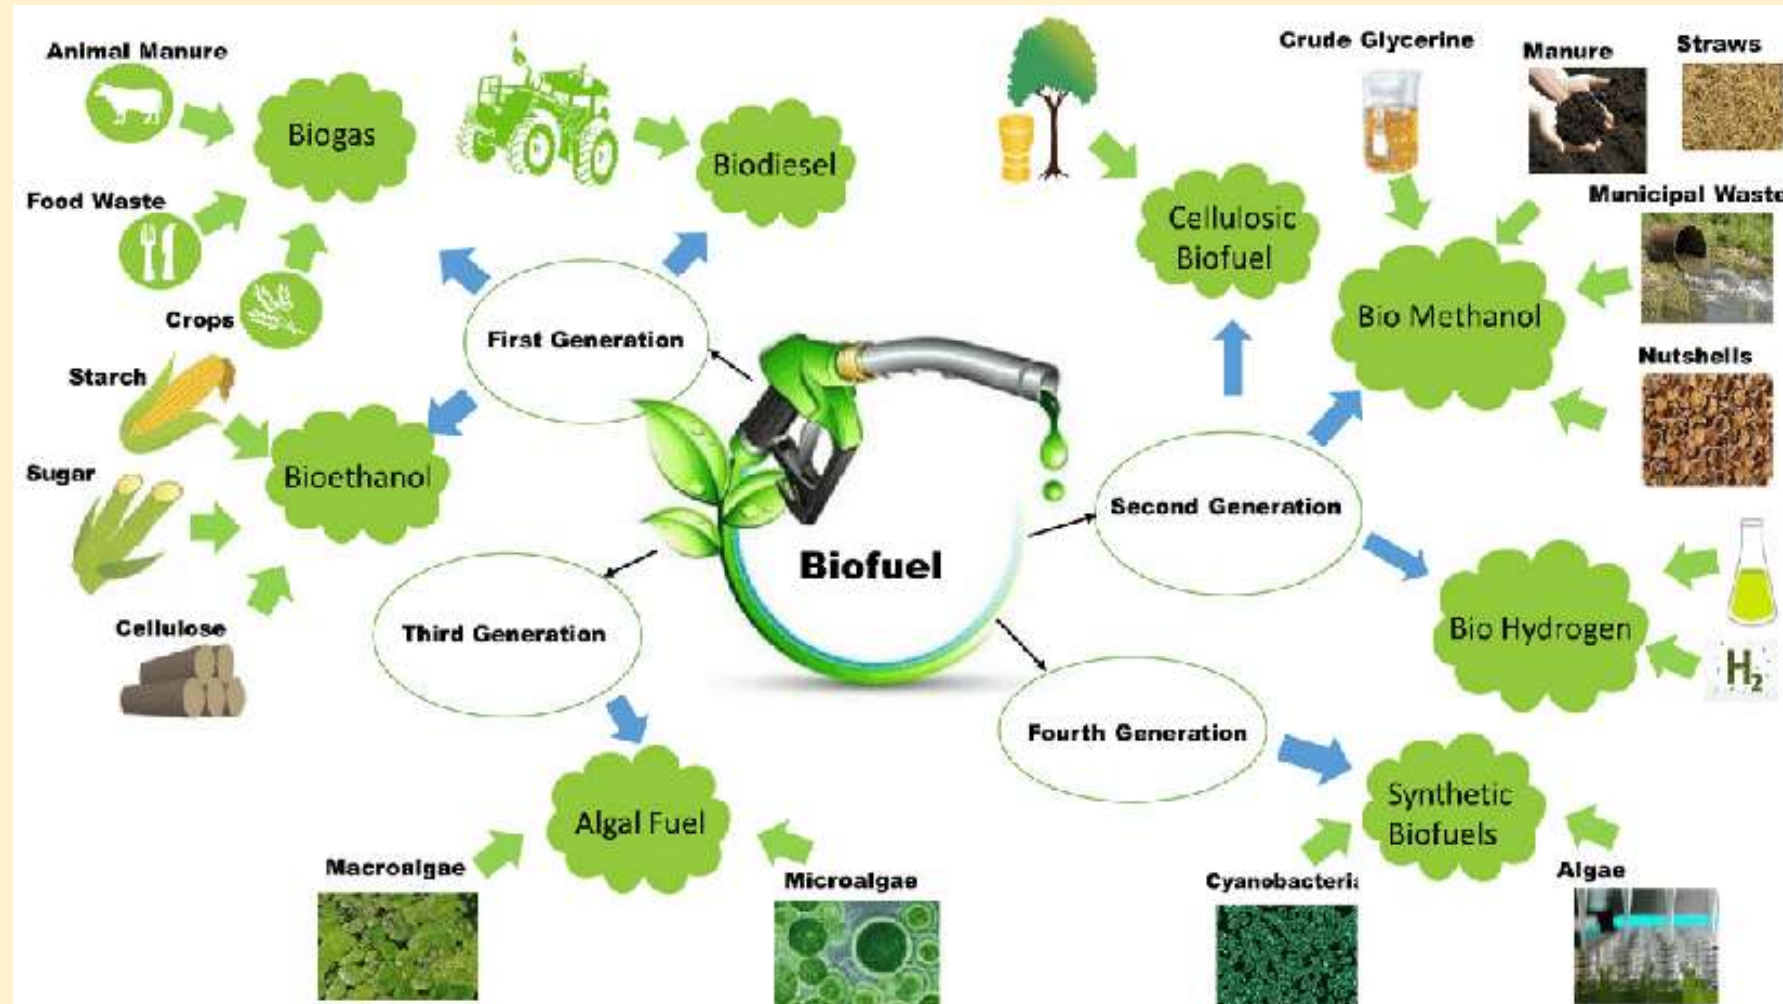 Animal Manure
Biogas
Food Waste
Crops
Biodiesel
First Generation
Starch
Sugar
Bioethanol
Cellulose
Third Generation
Algal Fuel
Macroalgae
Microalgae
Biofuel
Crude Glycerine
Manure
Straws
Cellulosic
Biofuel
Municipal Waste
Bio Methanol
Nutshells
Second Generation
Bio Hydrogen
H₂
Fourth Generation
Synthetic
Biofuels
Cyanobacteria
Algae